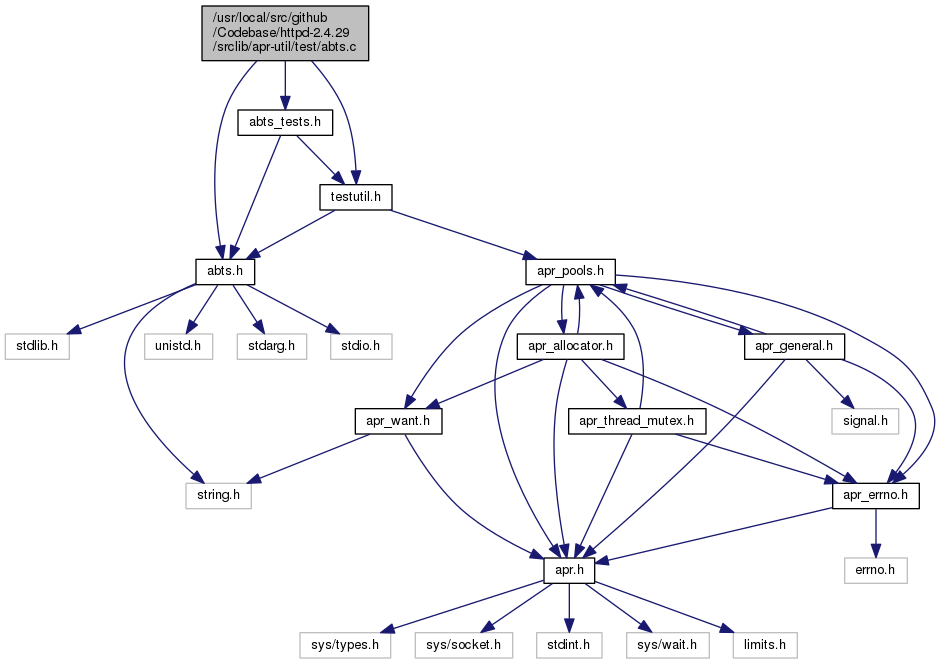 /usr/local/src/github
/Codebase/httpd-2.4.29
/srclib/apr-util/test/abts.c
abts_tests.h
testutil.h
abts.h
apr_pools.h
stdlib.h
unistd.h
stdarg.h
stdio.h
apr_allocator.h
apr_general.h
apr_want.h
apr_thread_mutex.h
signal.h
string.h
apr_errno.h
apr.h
errno.h
sys/types.h
sys/socket.h
stdint.h
sys/wait.h
limits.h